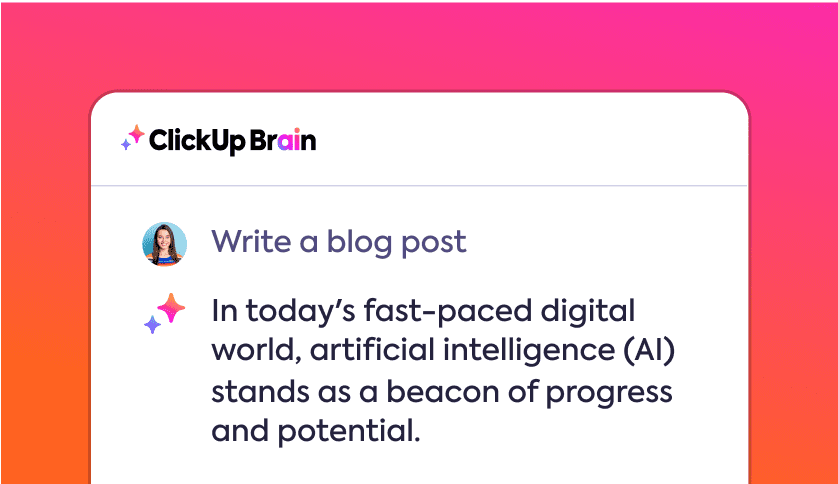 ClickUp Brain
Write a blog post
In today's fast-paced digital
world, artificial intelligence (AI)
stands as a beacon of progress
and potential.